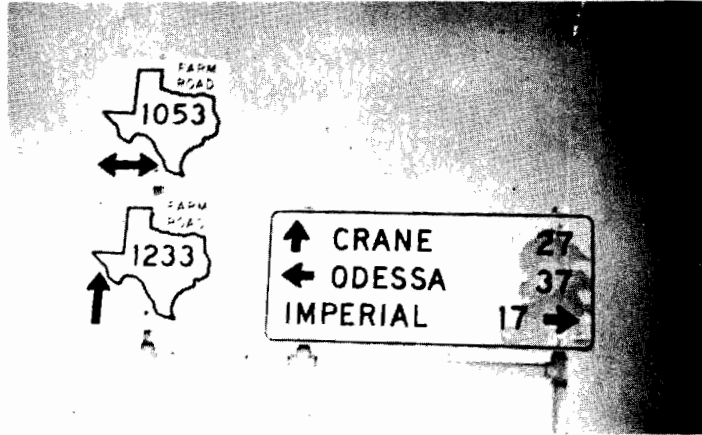 FARM
ROAD
1053
FARM
ROAD
1233
CRANE 27
ODESSA 37
IMPERIAL 17